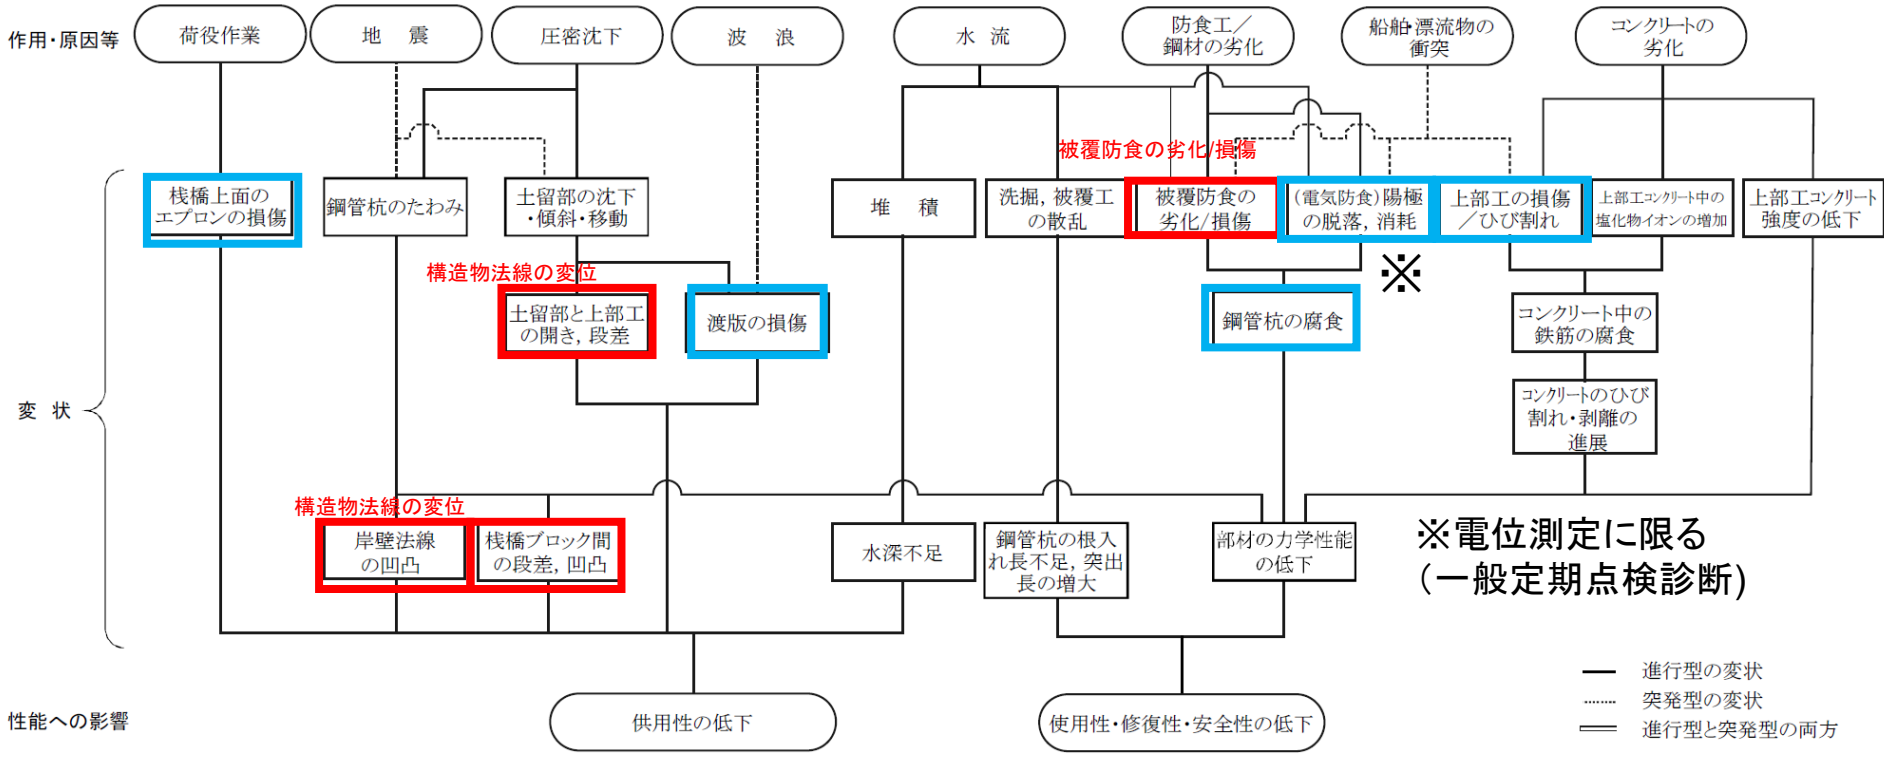 作用・原因等
荷役作業
地 震
圧密沈下
波 浪
水 流
防食工／
鋼材の劣化
船舶・漂流物の
衝突
コンクリートの
劣化
被覆防食の劣化/損傷
桟橋上面の
エプロンの損傷
鋼管杭のたわみ
土留部の沈下
・傾斜・移動
堆 積
洗掘，被覆工
の散乱
被覆防食の
劣化/損傷
（電気防食）陽極
の脱落，消耗
上部工の損傷
／ひび割れ
上部工コンクリート中の
塩化物イオンの増加
上部工コンクリート
強度の低下
構造物法線の変位
※
土留部と上部工
の開き，段差
渡版の損傷
鋼管杭の腐食
コンクリート中の
鉄筋の腐食
変 状
コンクリートのひび
割れ・剥離の
進展
構造物法線の変位
岸壁法線
の凹凸
桟橋ブロック間
の段差，凹凸
水深不足
鋼管杭の根入
れ長不足，突出
長の増大
部材の力学性能
の低下
※電位測定に限る
（一般定期点検診断)
性能への影響
供用性の低下
使用性・修復性・安全性の低下
進行型の変状
突発型の変状
進行型と突発型の両方